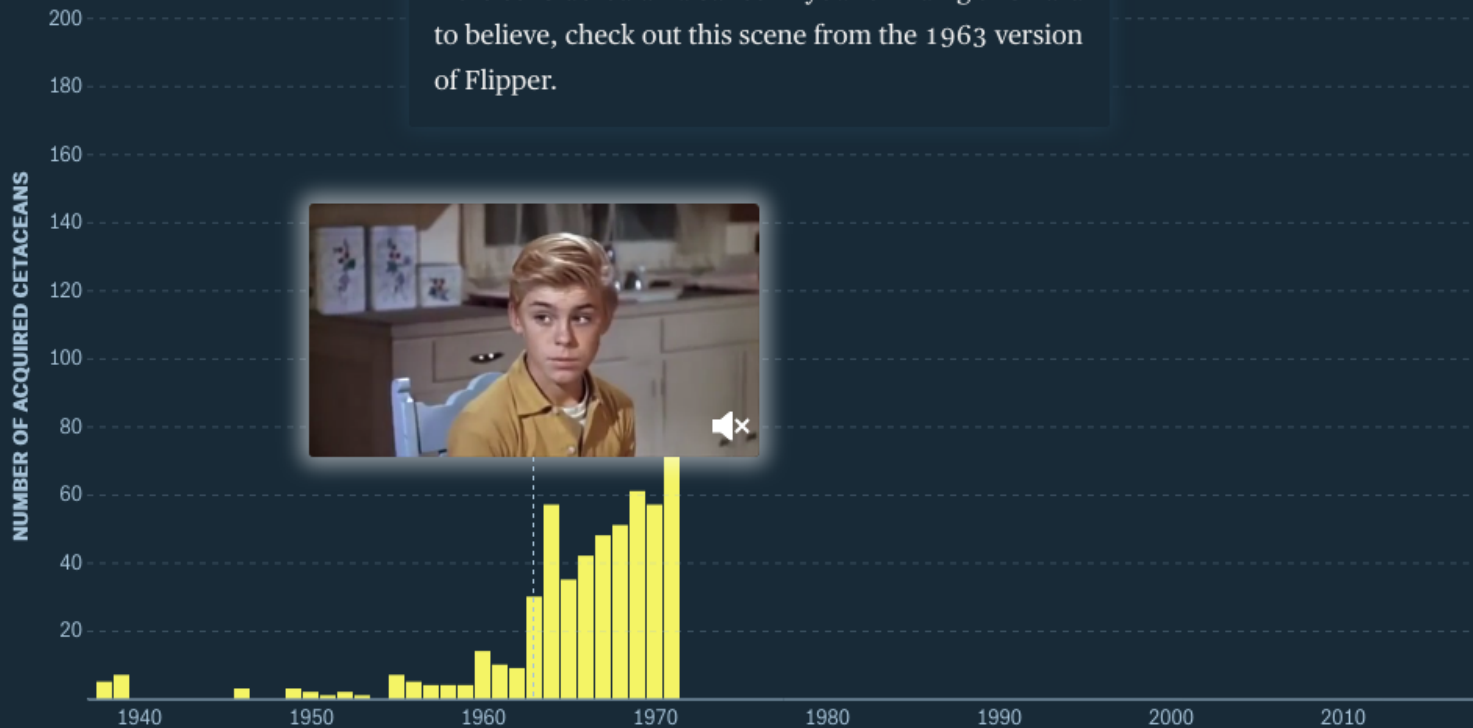 200
to believe, check out this scene from the 1963 version
180
of Flipper.
160
140
120
100
80
60
40
20
NUMBER OF ACQUIRED CETACEANS
1940 1950 1960 1970 1980 1990 2000 2010